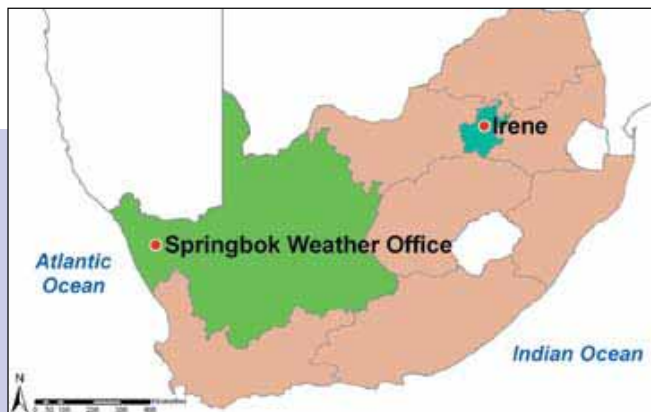 Irene
Springbok Weather Office
Atlantic
Ocean
Indian Ocean
N